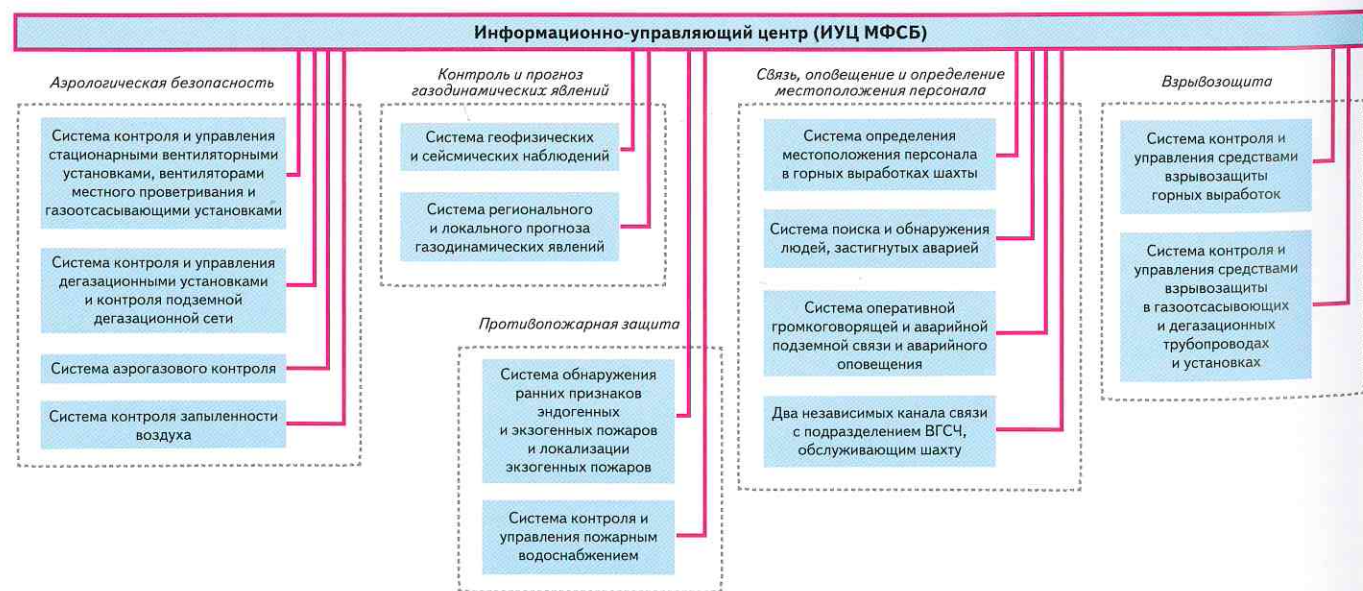 Информационно-управляющий центр (ИУЦ МФСБ)
Аэрологическая безопасность
Система контроля и управления
стационарными вентиляторными
установками, вентиляторами
местного проветривания и
газоотсасывающими установками
Система контроля и управления
дегазационными установками
и контроля подземной
дегазационной сети
Система аэрогазового контроля
Система контроля запыленности
воздуха
Контроль и прогноз
газодинамических явлений
Система геофизических
и сейсмических наблюдений
Система регионального
и локального прогноза
газодинамических явлений
Противопожарная защита
Система обнаружения
ранних признаков
эндогенных
и экзогенных пожаров
и локализации
экзогенных пожаров
Система контроля и
управления пожарным
водоснабжением
Связь, оповещение и определение
местоположения персонала
Система определения
местоположения персонала
в горных выработках шахты
Система поиска и обнаружения
людей, застигнутых аварией
Система оперативной
громкоговорящей и аварийной
подземной связи и аварийного
оповещения
Два независимых канала связи
с подразделением ВГСЧ,
обслуживающим шахту
Взрывозощита
Система контроля и
управления средствами
взрывозащиты
горных выработок
Система контроля и
управления средствами
взрывозащиты
в газоотсасывоющих
и дегазационных
трубопроводах
и установках